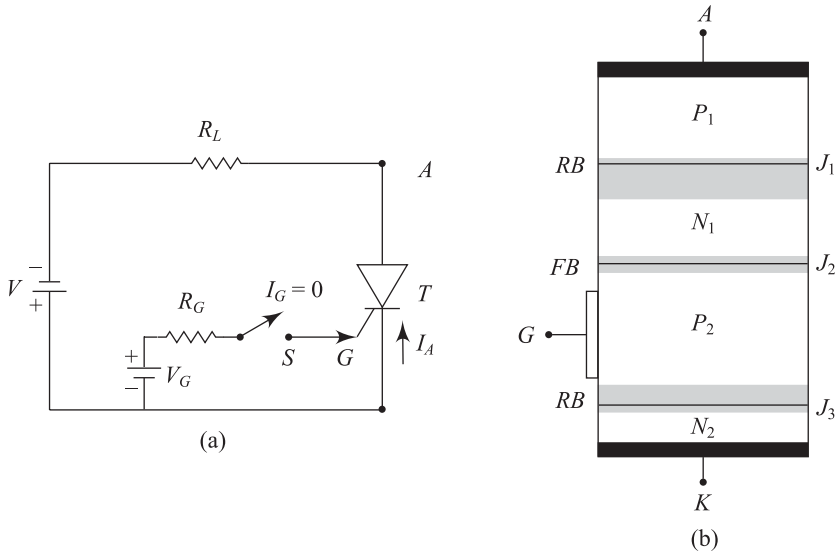 R_L
A
V
−
+
R_G
I_G = 0
T
S
G
I_A
+
−
V_G
(a)
A
P_1
RB
J_1
N_1
FB
J_2
G
P_2
RB
J_3
N_2
K
(b)